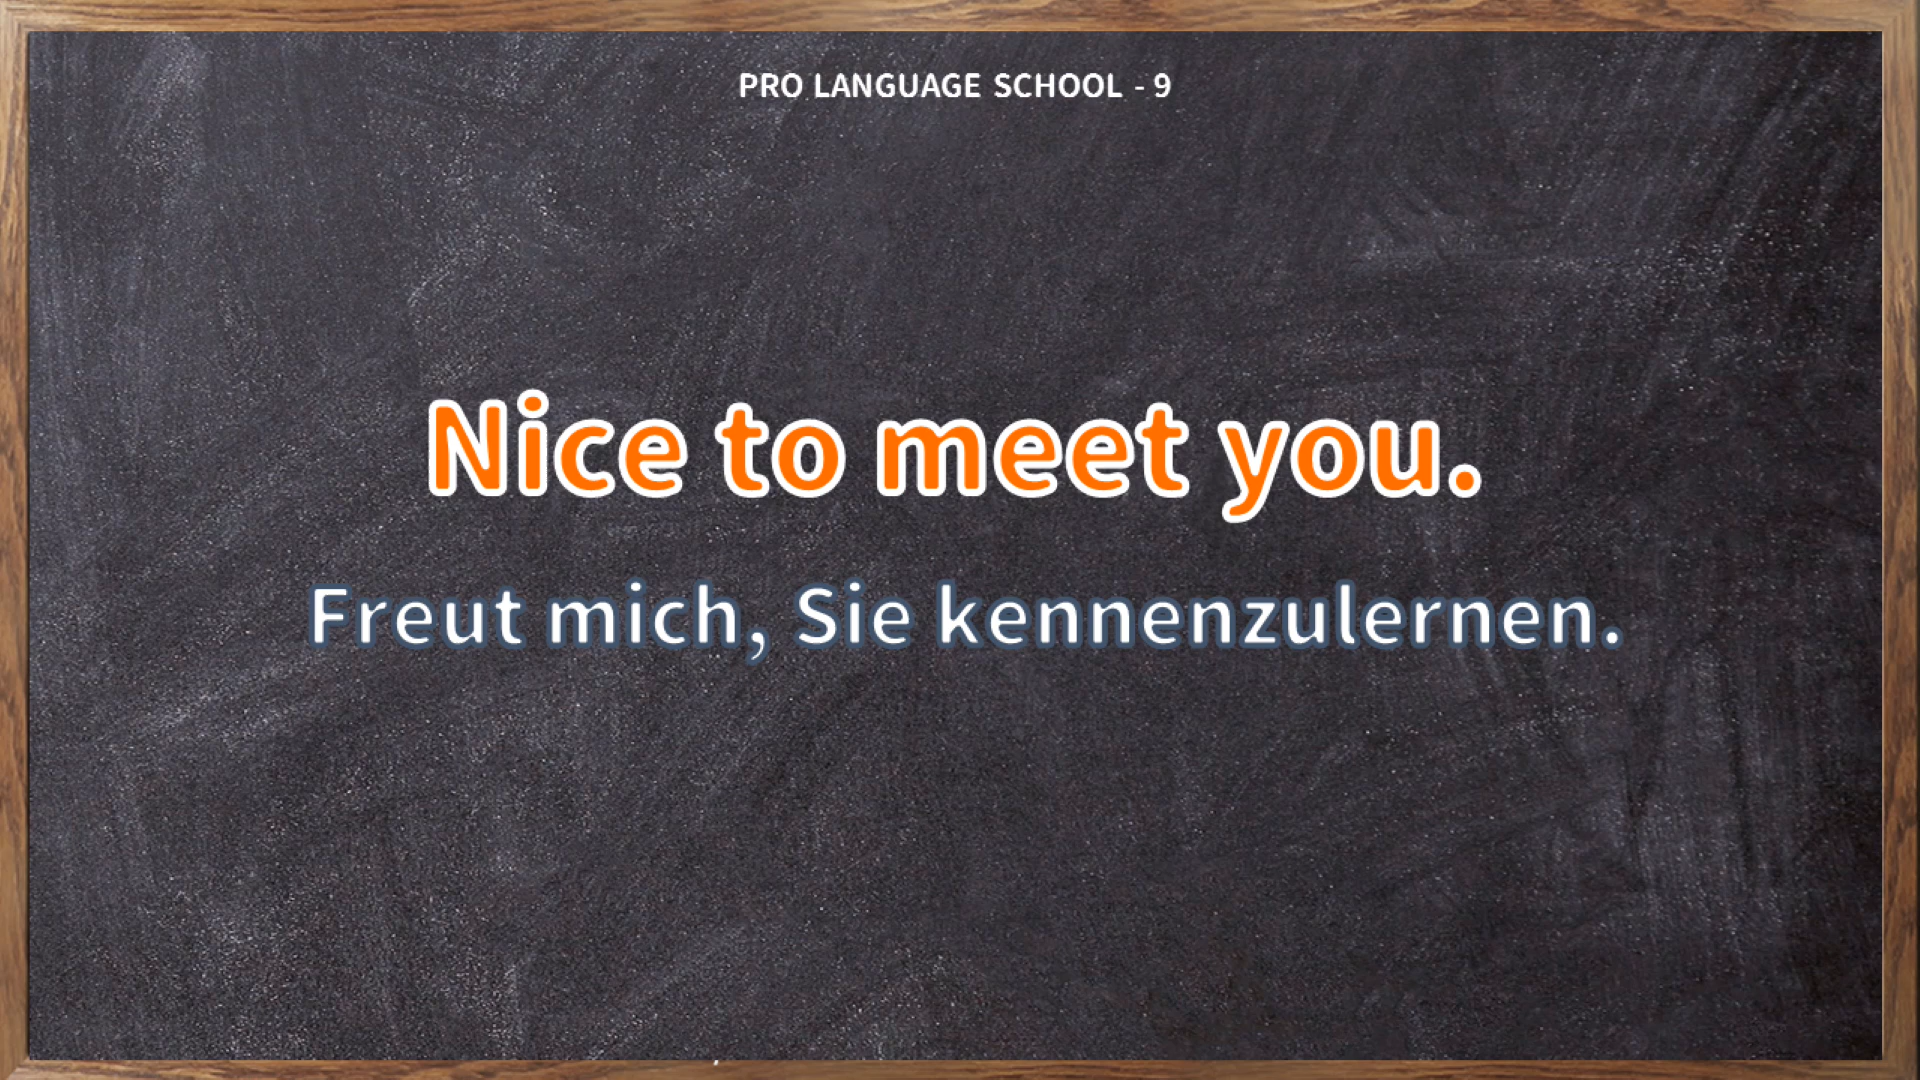 PRO LANGUAGE SCHOOL - 9
Nice to meet you.
Freut mich, Sie kennenzulernen.